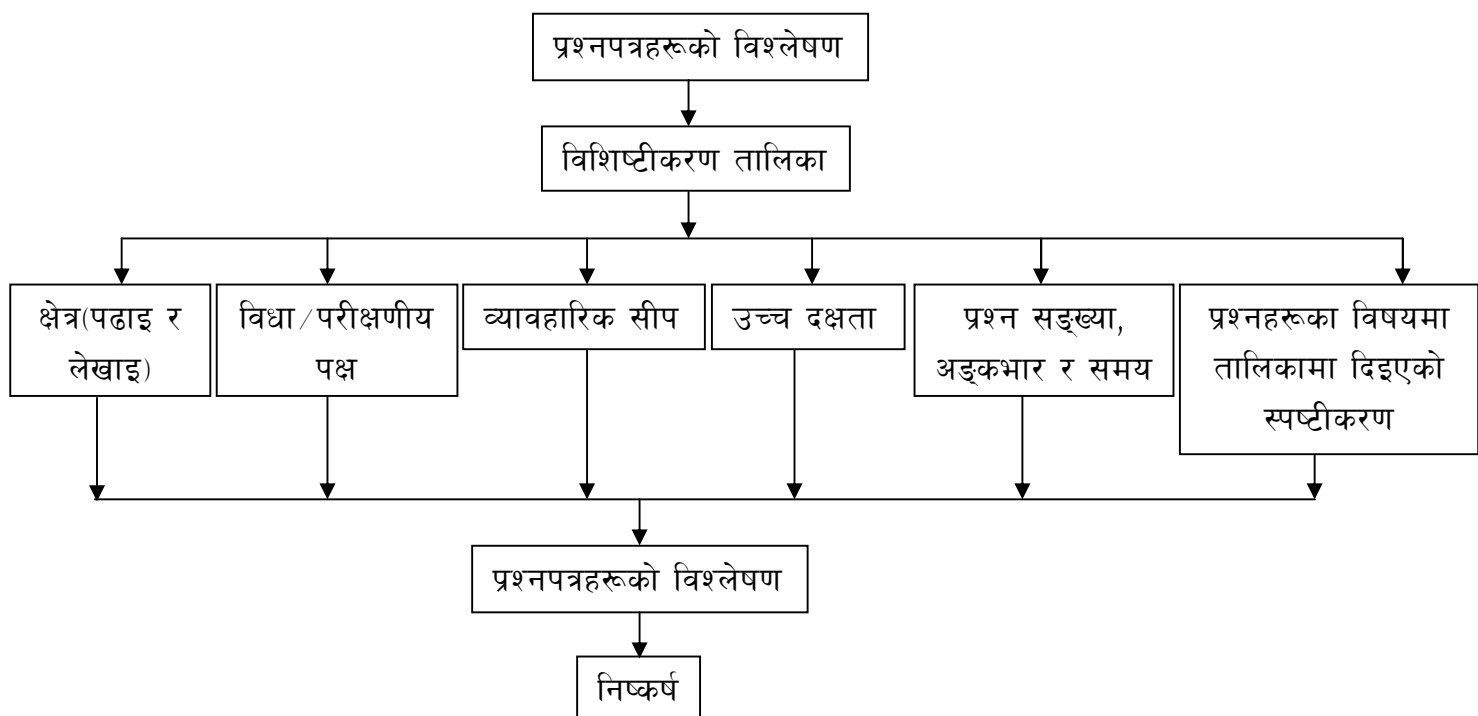 प्रश्नपत्रहरूको विश्लेषण
विशिष्टीकरण तालिका
क्षेत्र(पढाइ र
लेखाइ)
विधा/परीक्षणीय
पक्ष
व्यावहारिक सीप
उच्च दक्षता
प्रश्न सङ्ख्या,
अङ्कभार र समय
प्रश्नहरूका विषयमा
तालिकामा दिइएको
स्पष्टीकरण
प्रश्नपत्रहरूको विश्लेषण
निष्कर्ष